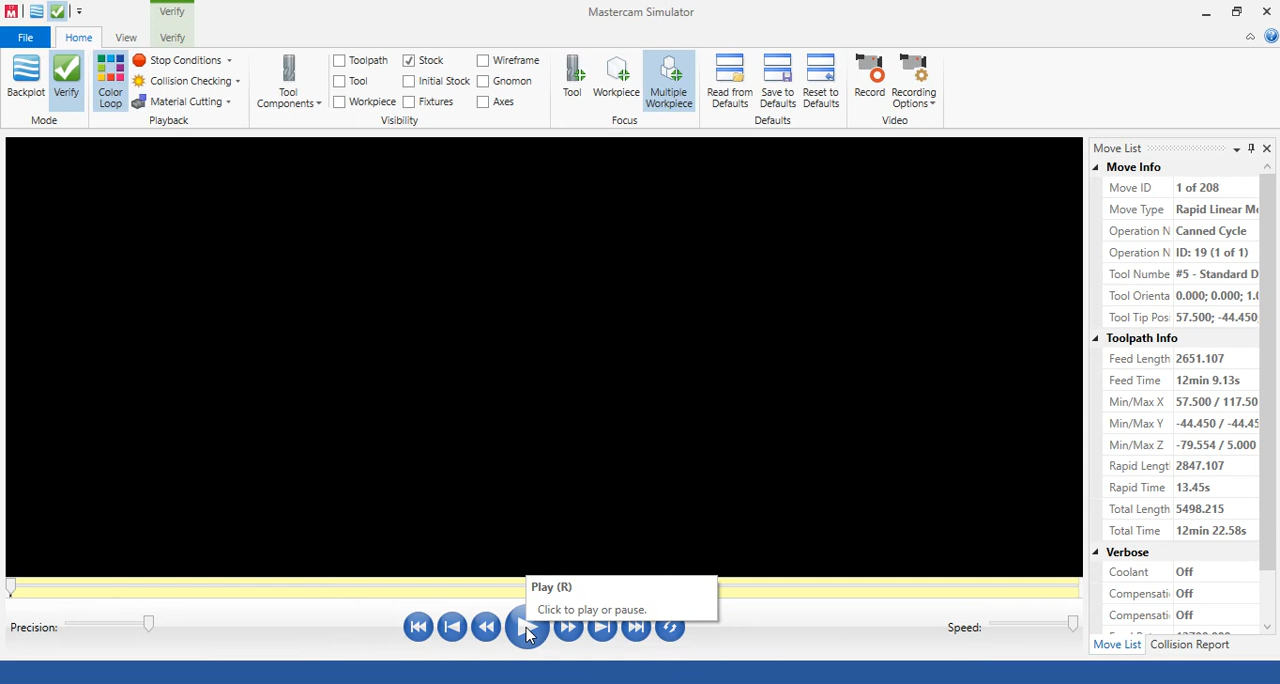 Verify
Mastercam Simulator
File
Home
View
Verify
Backplot
Verify
Mode
Color Loop
Stop Conditions
Collision Checking
Material Cutting
Playback
Tool Components
Toolpath
Stock
Wireframe
Tool
Initial Stock
Gnomon
Workpiece
Fixtures
Axes
Visibility
Tool
Workpiece
Multiple Workpiece
Focus
Read from Defaults
Save to Defaults
Reset to Defaults
Defaults
Record
Recording Options
Video
Move List
Move Info
Move ID 1 of 208
Move Type Rapid Linear Mo
Operation N Canned Cycle
Operation N ID: 19 (1 of 1)
Tool Numbe #5 - Standard D
Tool Orienta 0.000; 0.000; 1.0
Tool Tip Pos 57.500; -44.450;
Toolpath Info
Feed Length 2651.107
Feed Time 12min 9.13s
Min/Max X 57.500 / 117.50
Min/Max Y -44.450 / -44.45
Min/Max Z -79.554 / 5.000
Rapid Lengt 2847.107
Rapid Time 13.45s
Total Length 5498.215
Total Time 12min 22.58s
Verbose
Coolant Off
Compensati Off
Compensati Off
Move List
Collision Report
Play (R)
Click to play or pause.
Precision:
Speed: